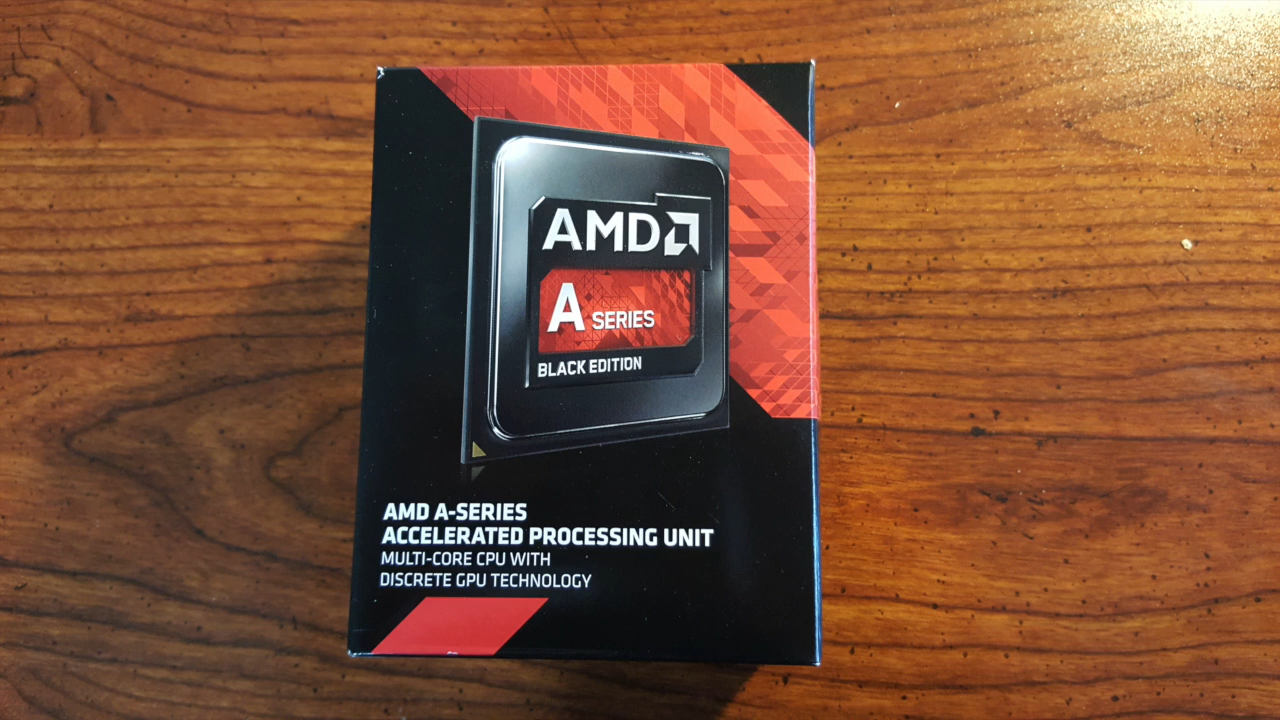 AMD
A SERIES
BLACK EDITION
AMD A-SERIES
ACCELERATED PROCESSING UNIT
MULTI-CORE CPU WITH
DISCRETE GPU TECHNOLOGY